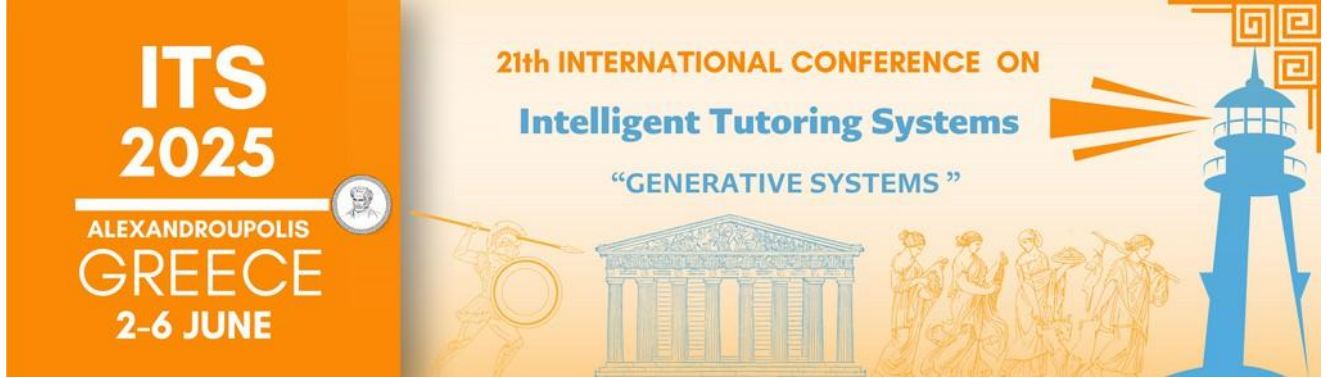 ITS
2025
ALEXANDROUPOLIS
GREECE
2-6 JUNE
21th INTERNATIONAL CONFERENCE ON
Intelligent Tutoring Systems
“GENERATIVE SYSTEMS ”